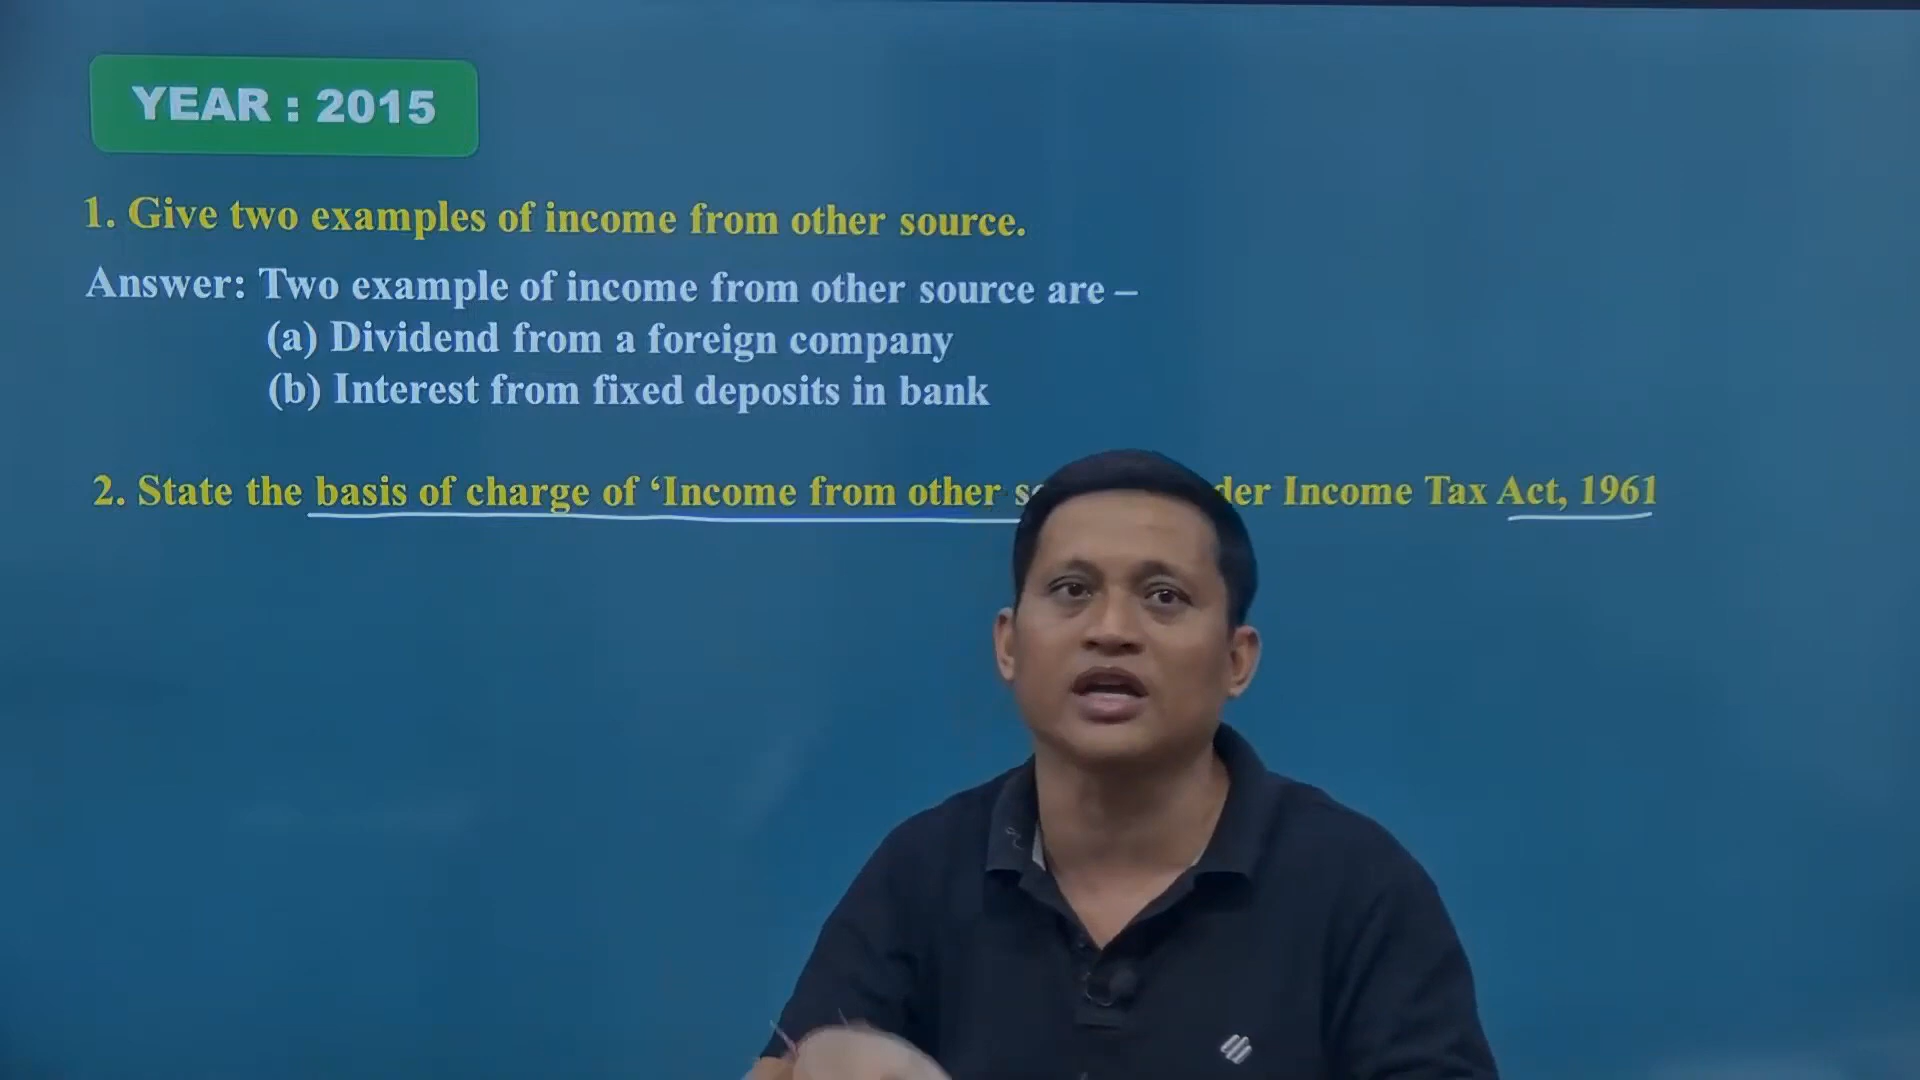 YEAR : 2015
1. Give two examples of income from other source.
Answer: Two example of income from other source are –
(a) Dividend from a foreign company
(b) Interest from fixed deposits in bank
2. State the basis of charge of ‘Income from other Income Tax Act, 1961